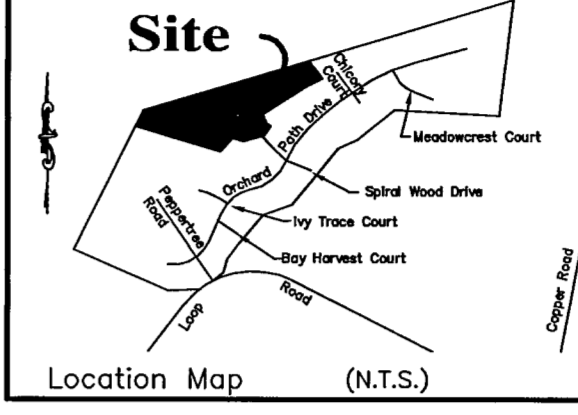 Site
Chicony
Court
Path Drive
Meadowcrest Court
Orchard
Spiral Wood Drive
Peppertree
Road
Ivy Trace Court
Bay Harvest Court
Loop
Road
Copper Road
Location Map (N.T.S.)